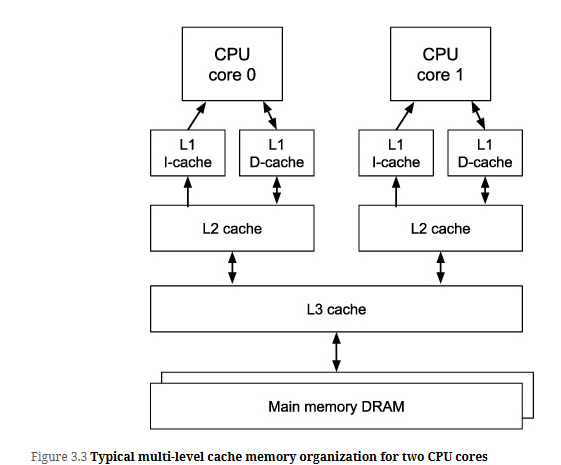 CPU
core 0
CPU
core 1
L1
I-cache
L1
D-cache
L1
I-cache
L1
D-cache
L2 cache
L2 cache
L3 cache
Main memory DRAM
Figure 3.3 Typical multi-level cache memory organization for two CPU cores